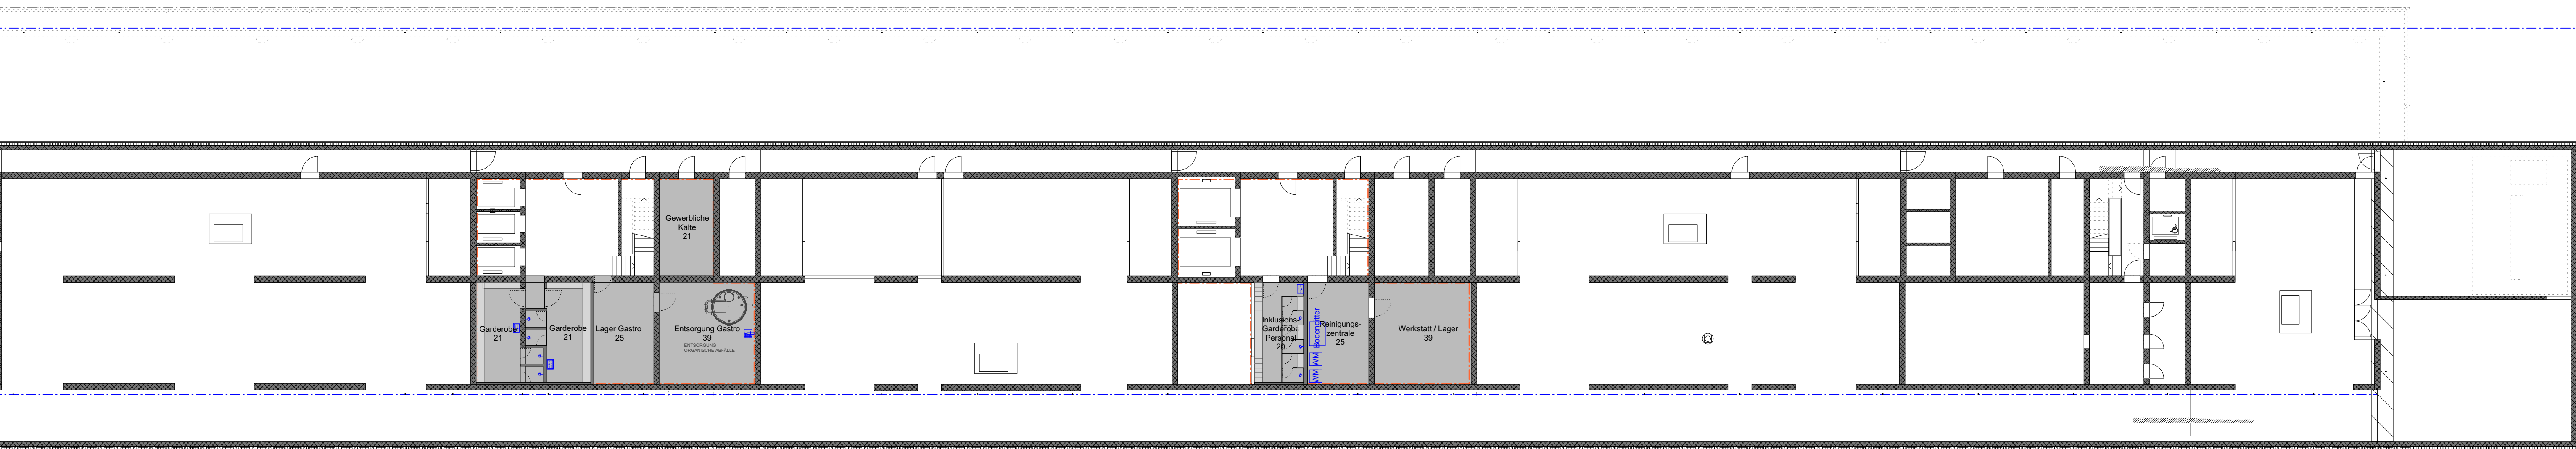 Gewerbliche
Kälte
21
Garderobe
21
Garderobe
21
Lager Gastro
25
Entsorgung Gastro
39
ENTSORGUNG
ORGANISCHE ABFÄLLE
Inklusions-
Garderobe
Personal
20
WM WM Bodengitter
Reinigungs-
zentrale
25
Werkstatt / Lager
39